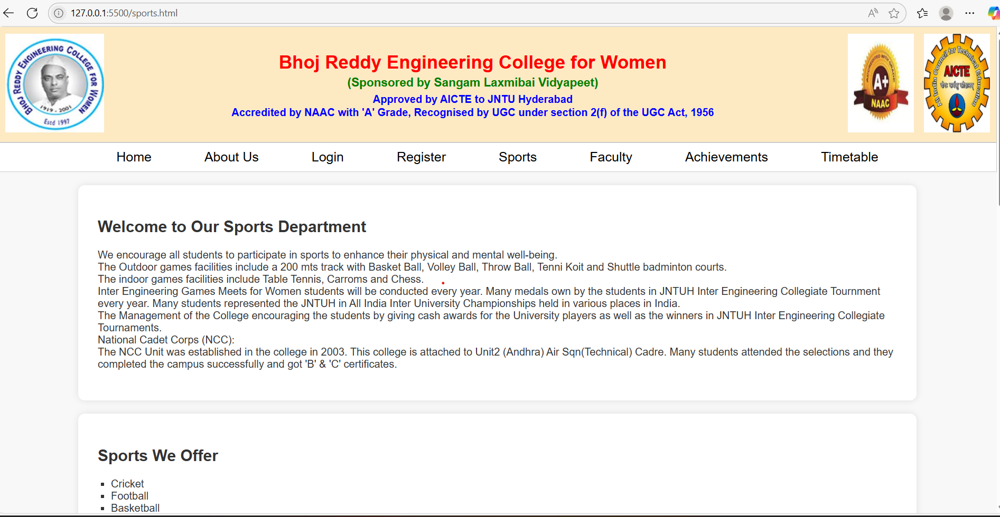 127.0.0.1:5500/sports.html
BHOJ REDDY ENGINEERING COLLEGE FOR WOMEN
1919 - 2001
Estd 1997
Bhoj Reddy Engineering College for Women
(Sponsored by Sangam Laxmibai Vidyapeet)
Approved by AICTE to JNTU Hyderabad
Accredited by NAAC with 'A' Grade, Recognised by UGC under section 2(f) of the UGC Act, 1956
ACCREDITED WITH GRADE
A+
NAAC
All India Council for Technical Education
AICTE
Home About Us Login Register Sports Faculty Achievements Timetable
Welcome to Our Sports Department
We encourage all students to participate in sports to enhance their physical and mental well-being.
The Outdoor games facilities include a 200 mts track with Basket Ball, Volley Ball, Throw Ball, Tenni Koit and Shuttle badminton courts.
The indoor games facilities include Table Tennis, Carroms and Chess.
Inter Engineering Games Meets for Women students will be conducted every year. Many medals own by the students in JNTUH Inter Engineering Collegiate Tournment
every year. Many students represented the JNTUH in All India Inter University Championships held in various places in India.
The Management of the College encouraging the students by giving cash awards for the University players as well as the winners in JNTUH Inter Engineering Collegiate
Tournaments.
National Cadet Corps (NCC):
The NCC Unit was established in the college in 2003. This college is attached to Unit2 (Andhra) Air Sqn(Technical) Cadre. Many students attended the selections and they
completed the campus successfully and got 'B' & 'C' certificates.
Sports We Offer
Cricket
Football
Basketball